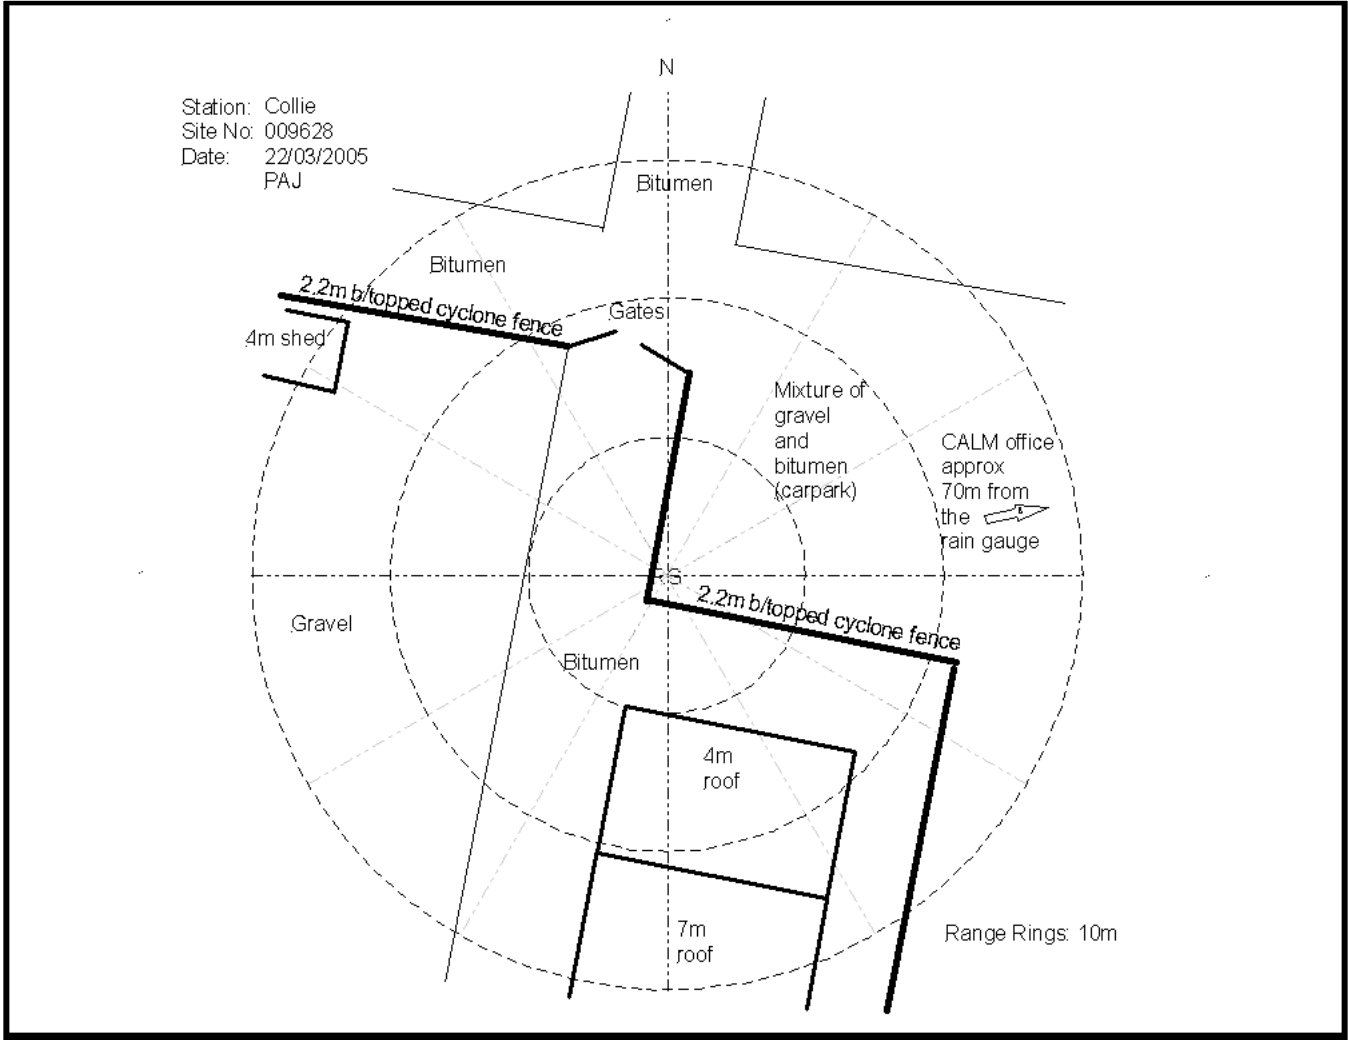 N
Station: Collie
Site No: 009628
Date: 22/03/2005
PAJ
Bitumen
Bitumen
2.2m b/topped cyclone fence
Gates
4m shed
Mixture of
gravel
and
bitumen
(carpark)
CALM office
approx
70m from
the
rain gauge
2.2m b/topped cyclone fence
Gravel
Bitumen
4m
roof
7m
roof
Range Rings: 10m